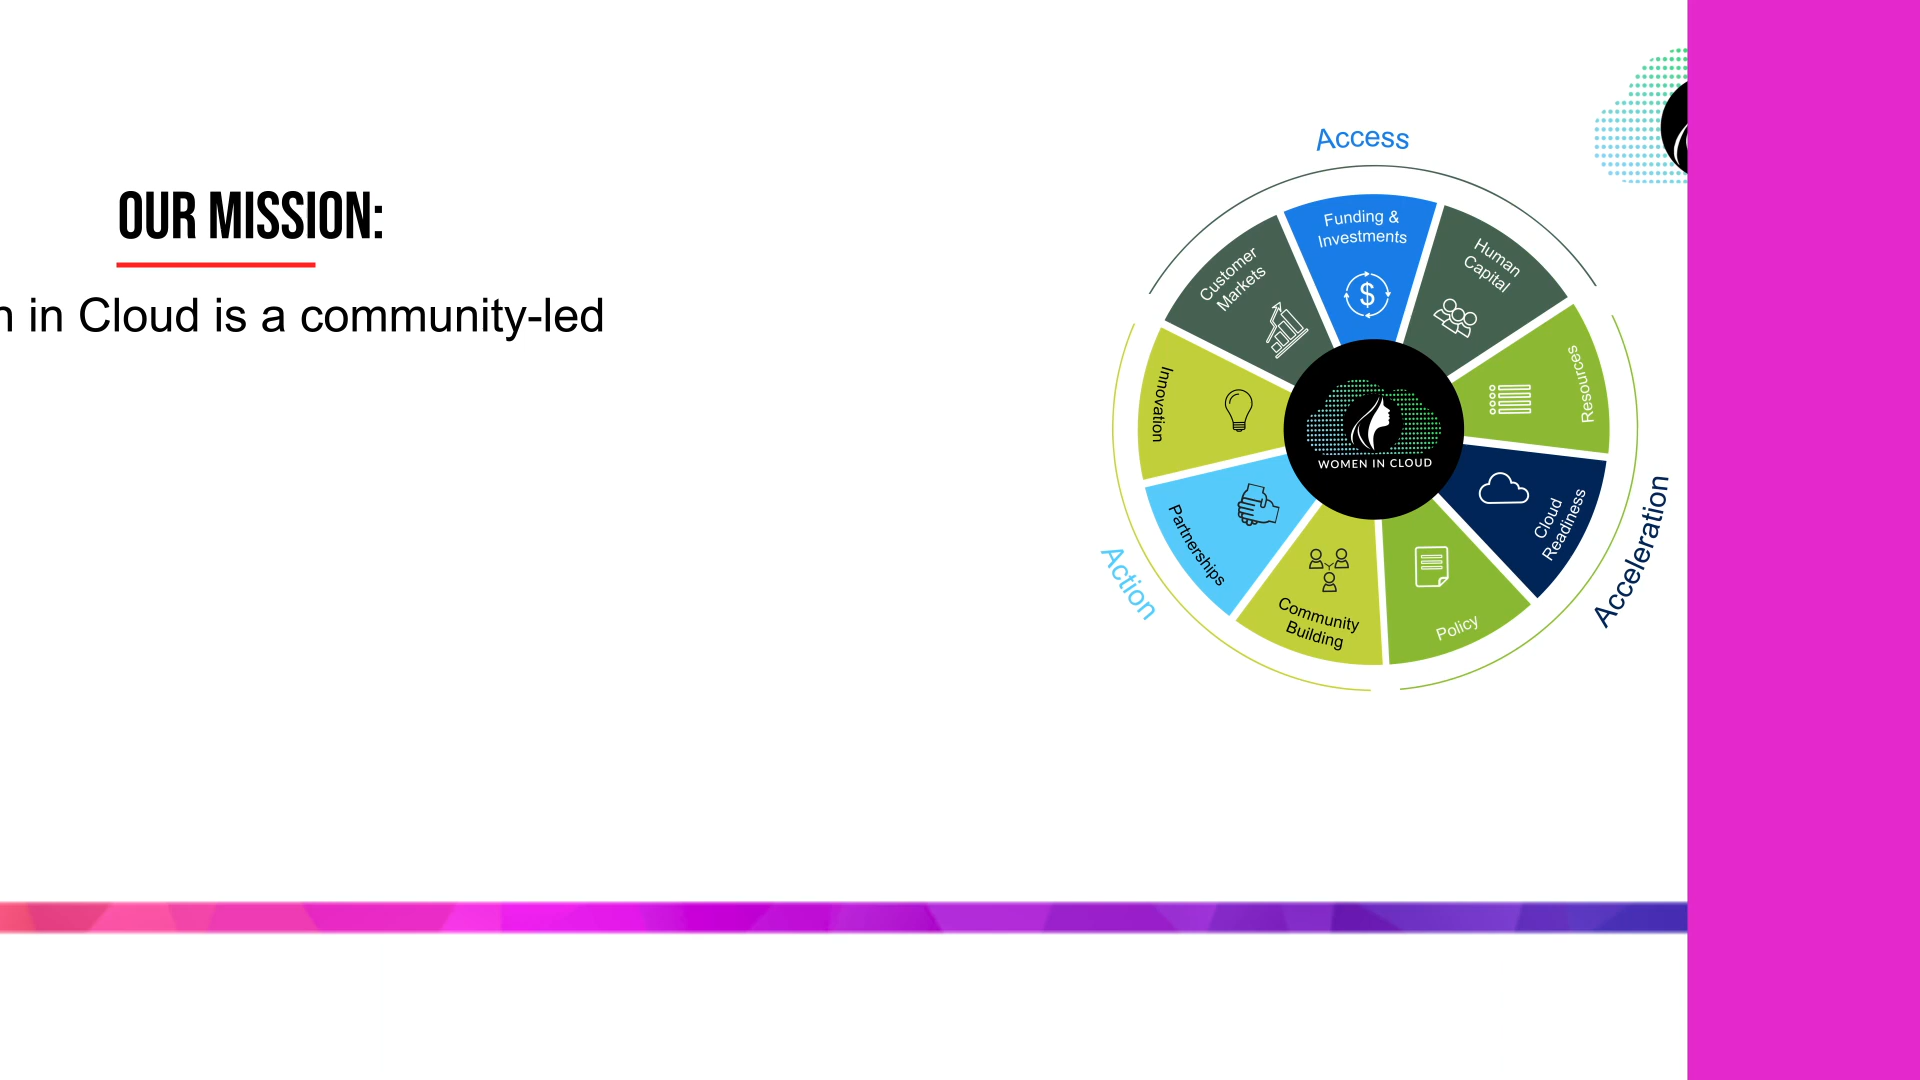 OUR MISSION:
n in Cloud is a community-led
Access
Funding &
Investments
Human
Capital
Resources
Cloud
Readiness
Policy
Community
Building
Partnerships
Innovation
Customer
Markets
WOMEN IN CLOUD
Acceleration
Action